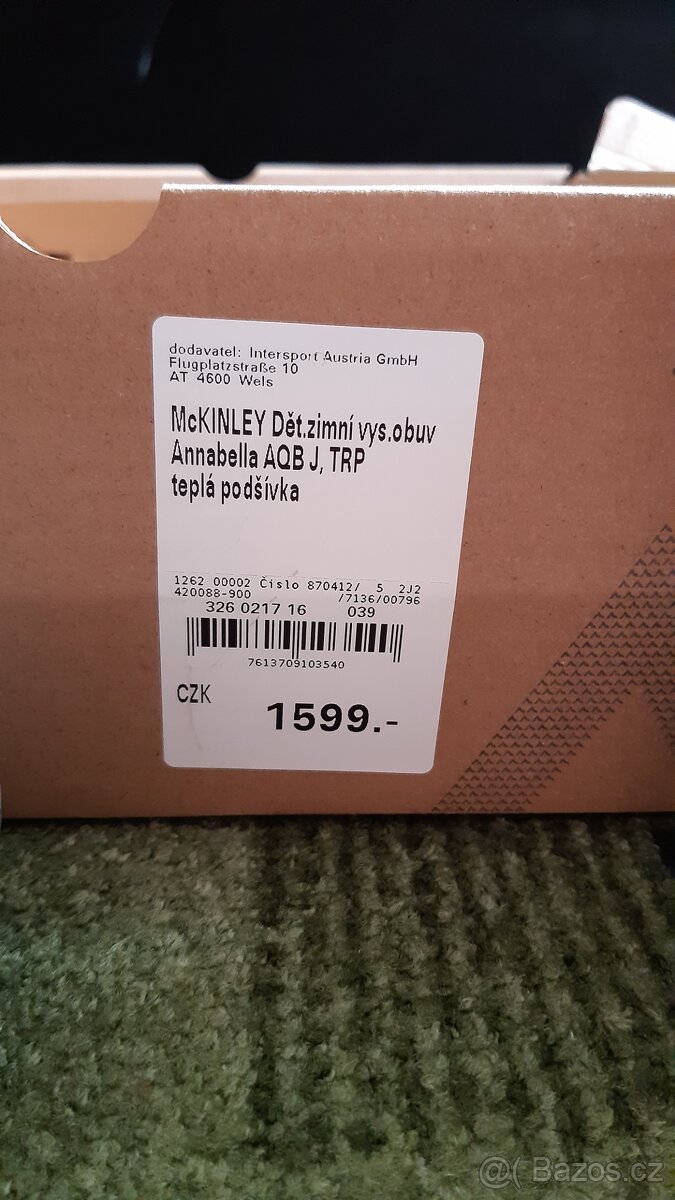 dodavatel: Intersport Austria GmbH
Flugplatzstraße 10
AT 4600 Wels
McKINLEY Dět.zimní vys.obuv
Annabella AQB J, TRP
teplá podšívka
1262 00002 Číslo 870412/ 5 2J2
420088-900 /7136/00796
326 0217 16 039
7613709103540
CZK
1599.-
@( Bazos.cz